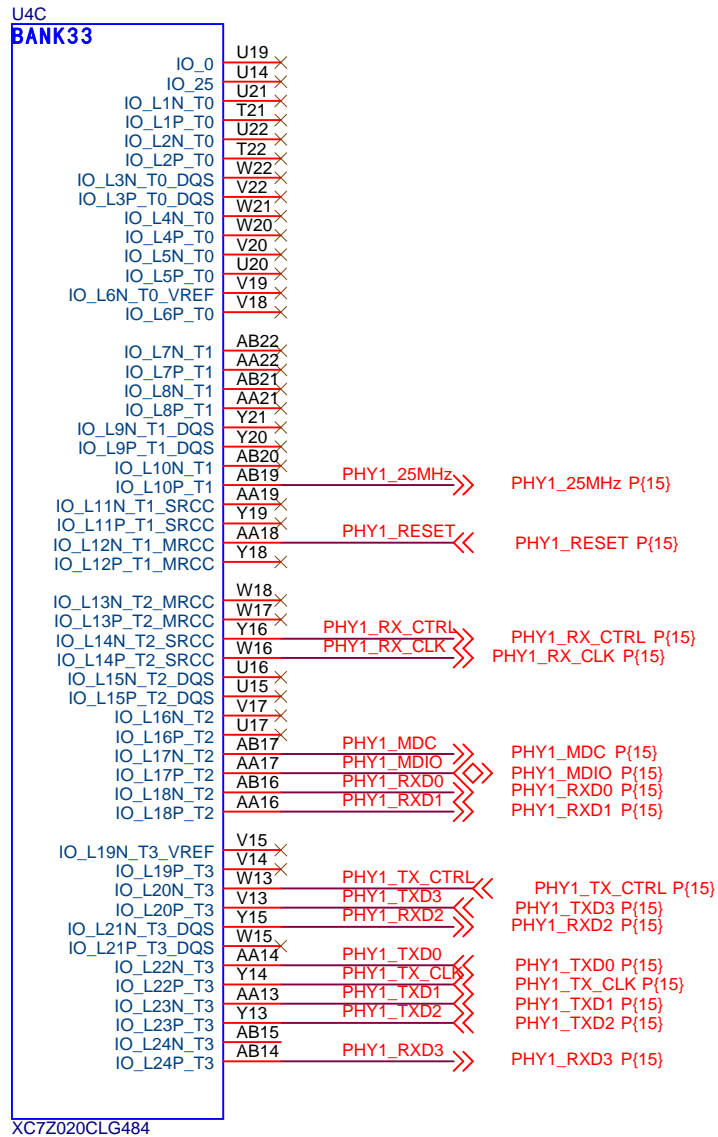 U4C
BANK33
IO_0 U19
IO_25 U14
IO_L1N_T0 U21
IO_L1P_T0 T21
IO_L2N_T0 U22
IO_L2P_T0 T22
IO_L3N_T0_DQS W22
IO_L3P_T0_DQS V22
IO_L4N_T0 W21
IO_L4P_T0 W20
IO_L5N_T0 V20
IO_L5P_T0 U20
IO_L6N_T0_VREF V19
IO_L6P_T0 V18
IO_L7N_T1 AB22
IO_L7P_T1 AA22
IO_L8N_T1 AB21
IO_L8P_T1 AA21
IO_L9N_T1_DQS Y21
IO_L9P_T1_DQS Y20
IO_L10N_T1 AB20
IO_L10P_T1 AB19 PHY1_25MHz PHY1_25MHz P{15}
IO_L11N_T1_SRCC AA19
IO_L11P_T1_SRCC Y19
IO_L12N_T1_MRCC AA18 PHY1_RESET PHY1_RESET P{15}
IO_L12P_T1_MRCC Y18
IO_L13N_T2_MRCC W18
IO_L13P_T2_MRCC W17
IO_L14N_T2_SRCC Y16 PHY1_RX_CTRL PHY1_RX_CTRL P{15}
IO_L14P_T2_SRCC W16 PHY1_RX_CLK PHY1_RX_CLK P{15}
IO_L15N_T2_DQS U16
IO_L15P_T2_DQS U15
IO_L16N_T2 V17
IO_L16P_T2 U17
IO_L17N_T2 AB17 PHY1_MDC PHY1_MDC P{15}
IO_L17P_T2 AA17 PHY1_MDIO PHY1_MDIO P{15}
IO_L18N_T2 AB16 PHY1_RXD0 PHY1_RXD0 P{15}
IO_L18P_T2 AA16 PHY1_RXD1 PHY1_RXD1 P{15}
IO_L19N_T3_VREF V15
IO_L19P_T3 V14
IO_L20N_T3 W13 PHY1_TX_CTRL PHY1_TX_CTRL P{15}
IO_L20P_T3 V13 PHY1_TXD3 PHY1_TXD3 P{15}
IO_L21N_T3_DQS Y15 PHY1_RXD2 PHY1_RXD2 P{15}
IO_L21P_T3_DQS W15
IO_L22N_T3 AA14 PHY1_TXD0 PHY1_TXD0 P{15}
IO_L22P_T3 Y14 PHY1_TX_CLK PHY1_TX_CLK P{15}
IO_L23N_T3 AA13 PHY1_TXD1 PHY1_TXD1 P{15}
IO_L23P_T3 Y13 PHY1_TXD2 PHY1_TXD2 P{15}
IO_L24N_T3 AB15
IO_L24P_T3 AB14 PHY1_RXD3 PHY1_RXD3 P{15}
XC7Z020CLG484